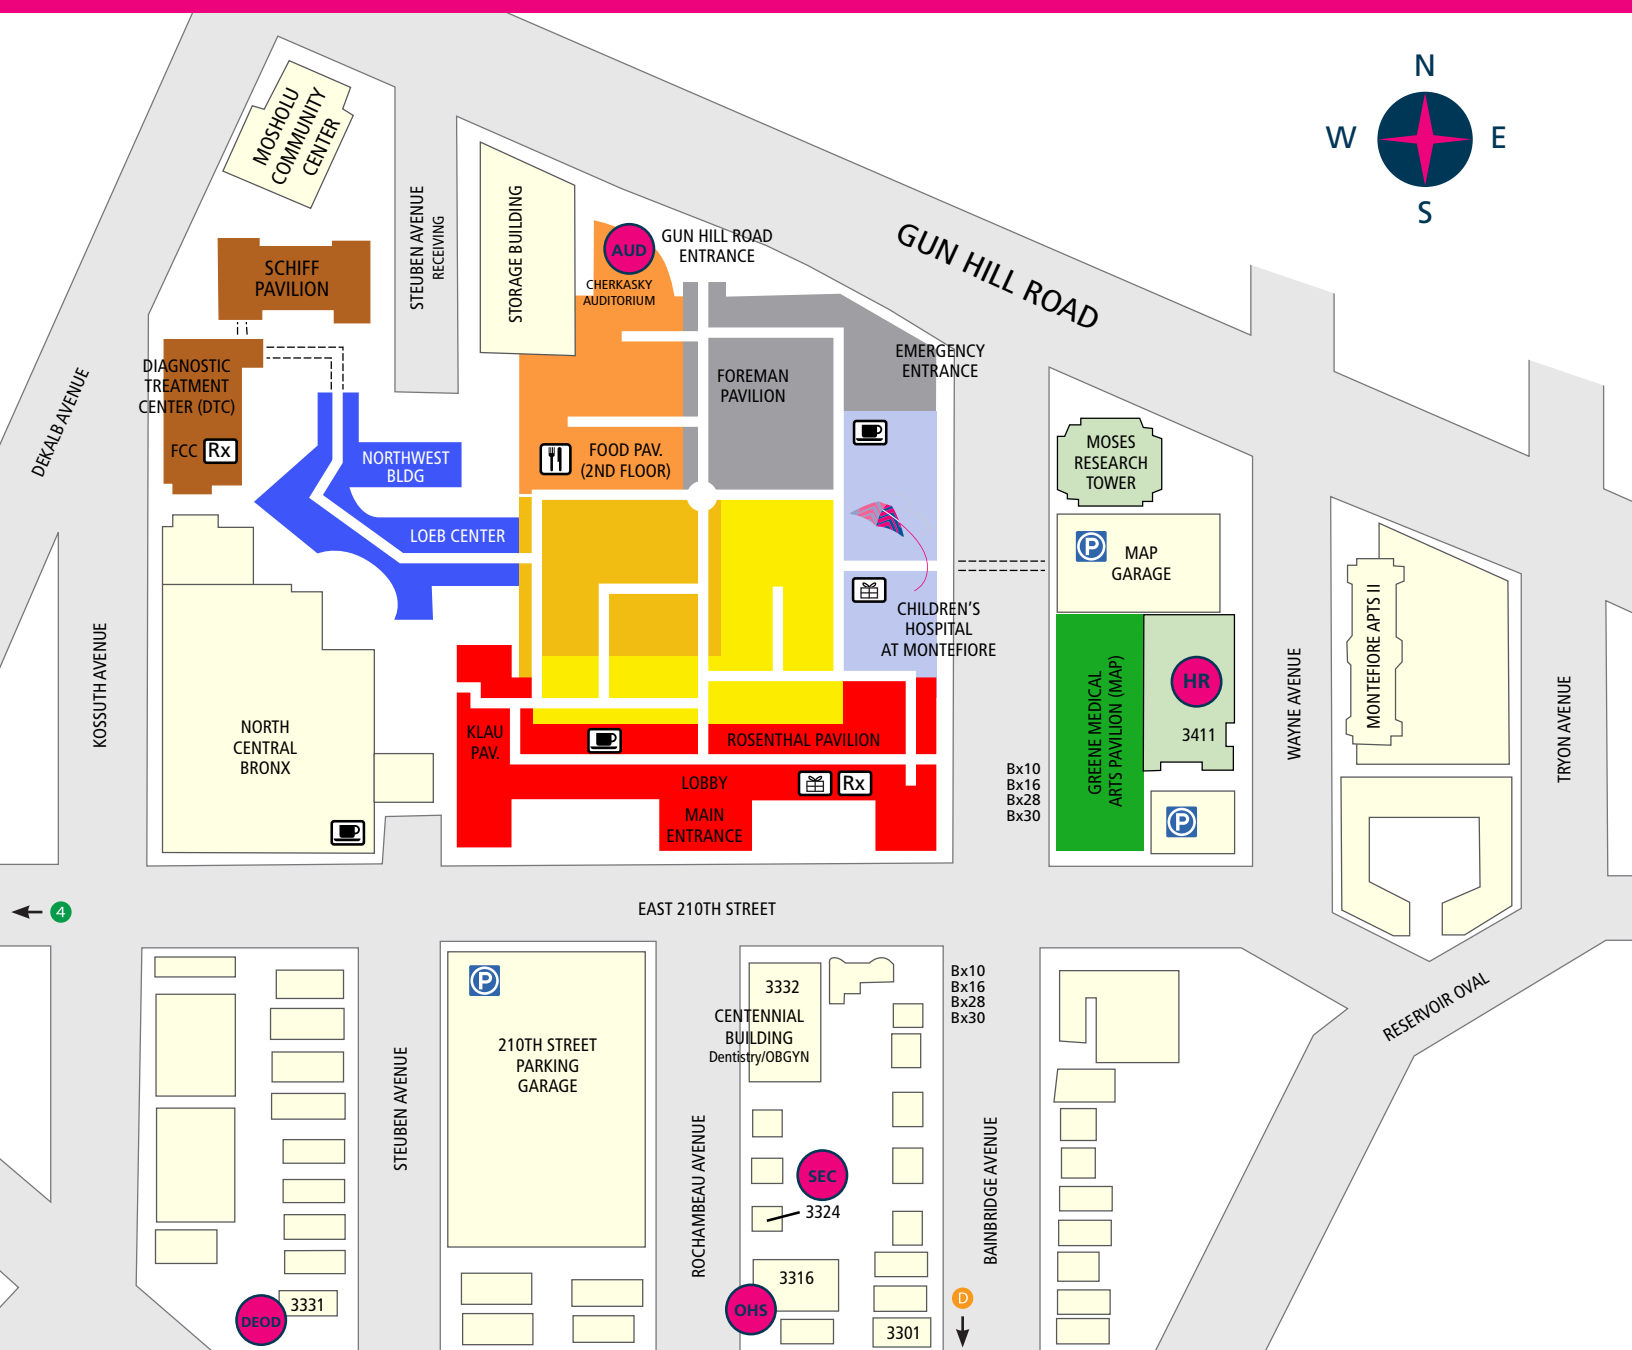 N
W
E
S
MOSHOLU
COMMUNITY
CENTER
STEUBEN AVENUE
RECEIVING
STORAGE BUILDING
AUD
GUN HILL ROAD
ENTRANCE
CHERKASKY
AUDITORIUM
GUN HILL ROAD
SCHIFF
PAVILION
DIAGNOSTIC
TREATMENT
CENTER (DTC)
FCC
Rx
DEKALB AVENUE
FOREMAN
PAVILION
EMERGENCY
ENTRANCE
NORTHWEST
BLDG
FOOD PAV.
(2ND FLOOR)
LOEB CENTER
MOSES
RESEARCH
TOWER
P
MAP
GARAGE
CHILDREN'S
HOSPITAL
AT MONTEFIORE
MONTEFIORE APTS II
KOSSUTH AVENUE
NORTH
CENTRAL
BRONX
KLAU
PAV.
ROSENTHAL PAVILION
LOBBY
Rx
MAIN
ENTRANCE
GREENE MEDICAL
ARTS PAVILION (MAP)
HR
3411
P
Bx10
Bx16
Bx28
Bx30
WAYNE AVENUE
TRYON AVENUE
4
EAST 210TH STREET
P
210TH STREET
PARKING
GARAGE
STEUBEN AVENUE
3332
CENTENNIAL
BUILDING
Dentistry/OBGYN
Bx10
Bx16
Bx28
Bx30
RESERVOIR OVAL
ROCHAMBEAU AVENUE
SEC
3324
BAINBRIDGE AVENUE
3316
OHS
D
3301
DEOD
3331